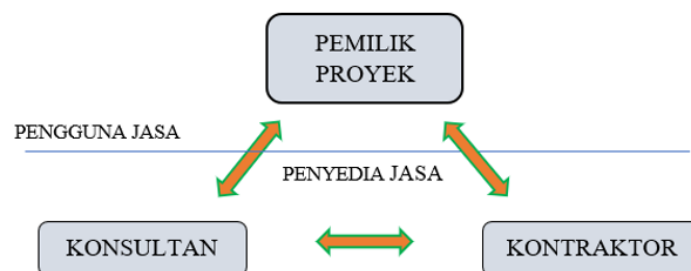 PEMILIK
PROYEK
PENGGUNA JASA
PENYEDIA JASA
KONSULTAN
KONTRAKTOR